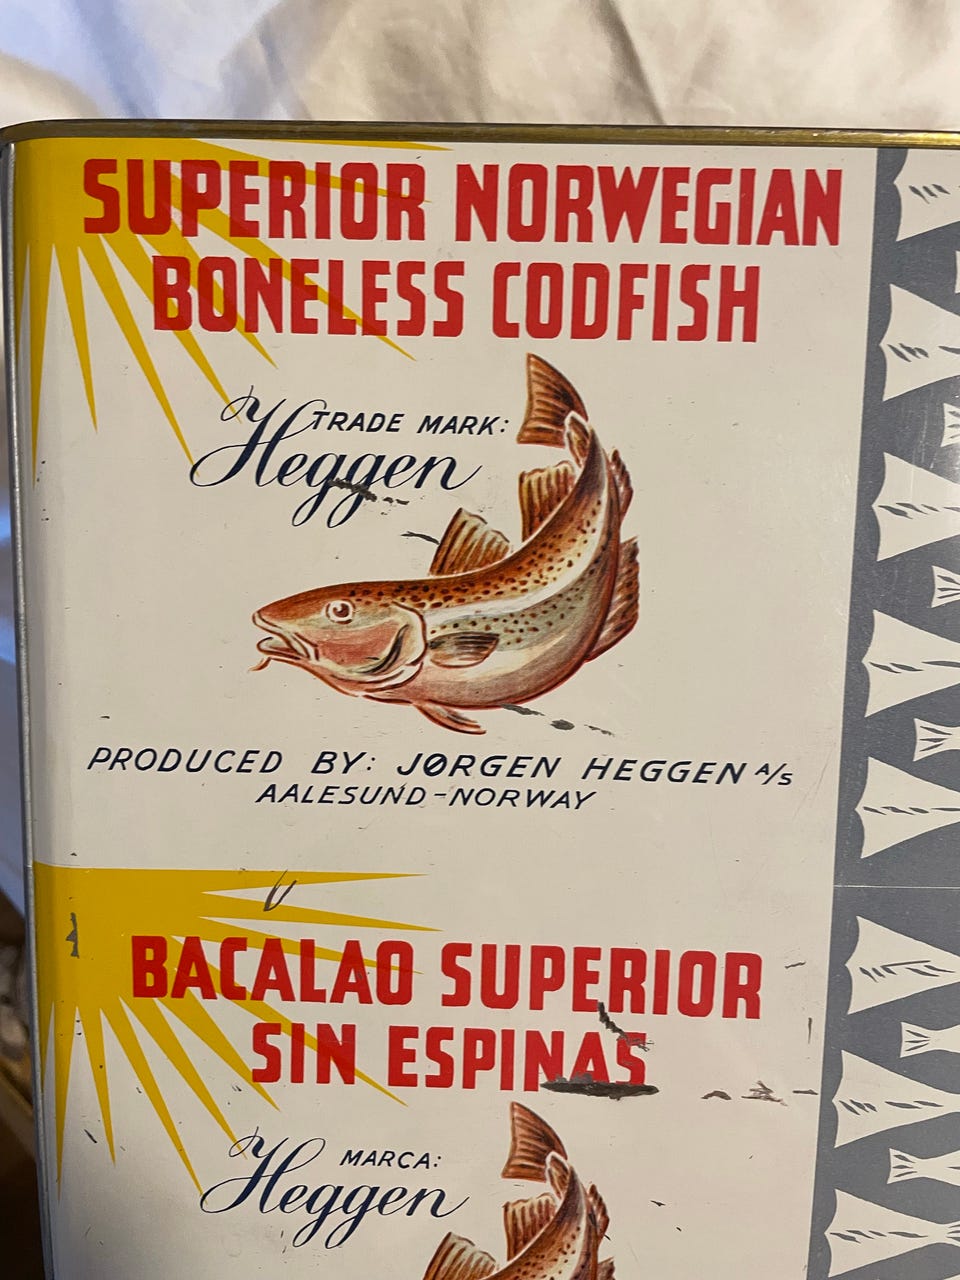 SUPERIOR NORWEGIAN
BONELESS CODFISH
TRADE MARK:
Heggen
PRODUCED BY: JØRGEN HEGGEN A/S
AALESUND-NORWAY
BACALAO SUPERIOR
SIN ESPINAS
MARCA:
Heggen